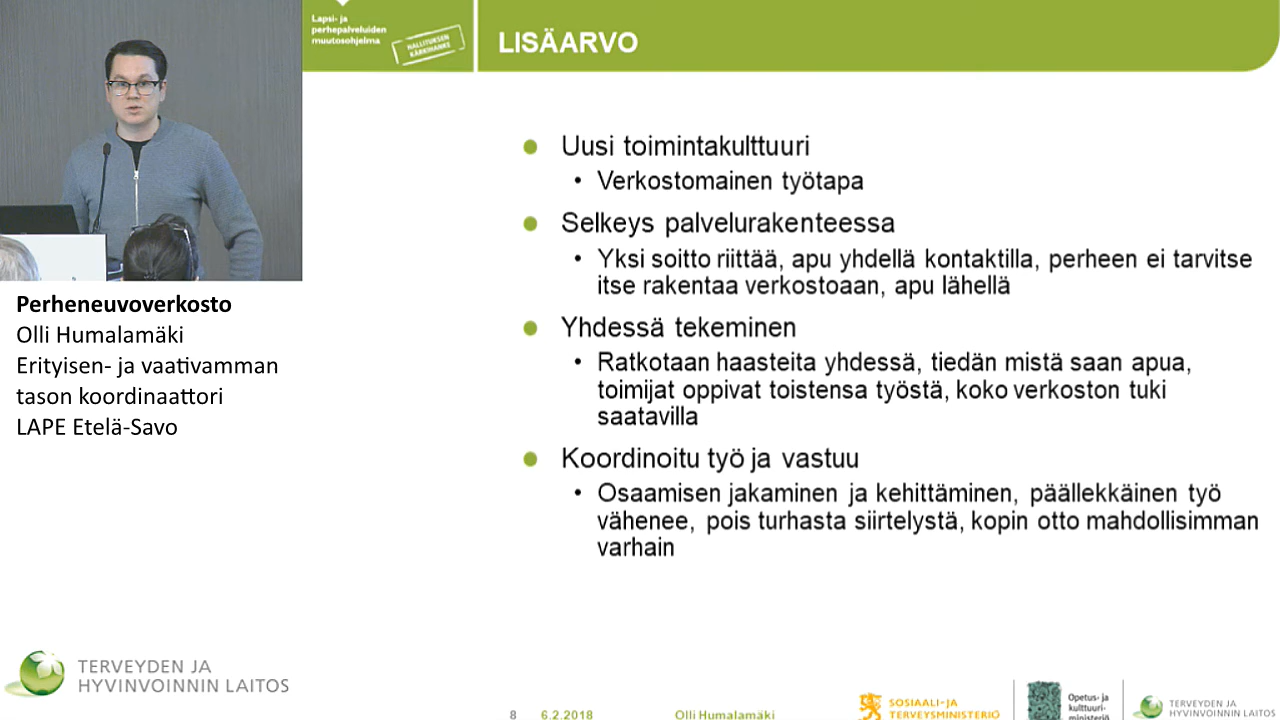 Lapsi- ja
perhepalveluiden
muutosohjelma
HALLITUKSEN
KÄRKIHANKE
LISÄARVO
Uusi toimintakulttuuri
Verkostomainen työtapa
Selkeys palvelurakenteessa
Yksi soitto riittää, apu yhdellä kontaktilla, perheen ei tarvitse
itse rakentaa verkostoaan, apu lähellä
Yhdessä tekeminen
Ratkotaan haasteita yhdessä, tiedän mistä saan apua,
toimijat oppivat toistensa työstä, koko verkoston tuki
saatavilla
Koordinoitu työ ja vastuu
Osaamisen jakaminen ja kehittäminen, päällekkäinen työ
vähenee, pois turhasta siirtelystä, kopin otto mahdollisimman
varhain
Perheneuvoverkosto
Olli Humalamäki
Erityisen- ja vaativamman
tason koordinaattori
LAPE Etelä-Savo
TERVEYDEN JA
HYVINVOINNIN LAITOS
8 6.2.2018 Olli Humalamäki
SOSIAALI- JA
TERVEYSMINISTERIÖ
Opetus- ja
kulttuuri-
ministeriö
TERVEYDEN JA
HYVINVOINNIN LAITOS